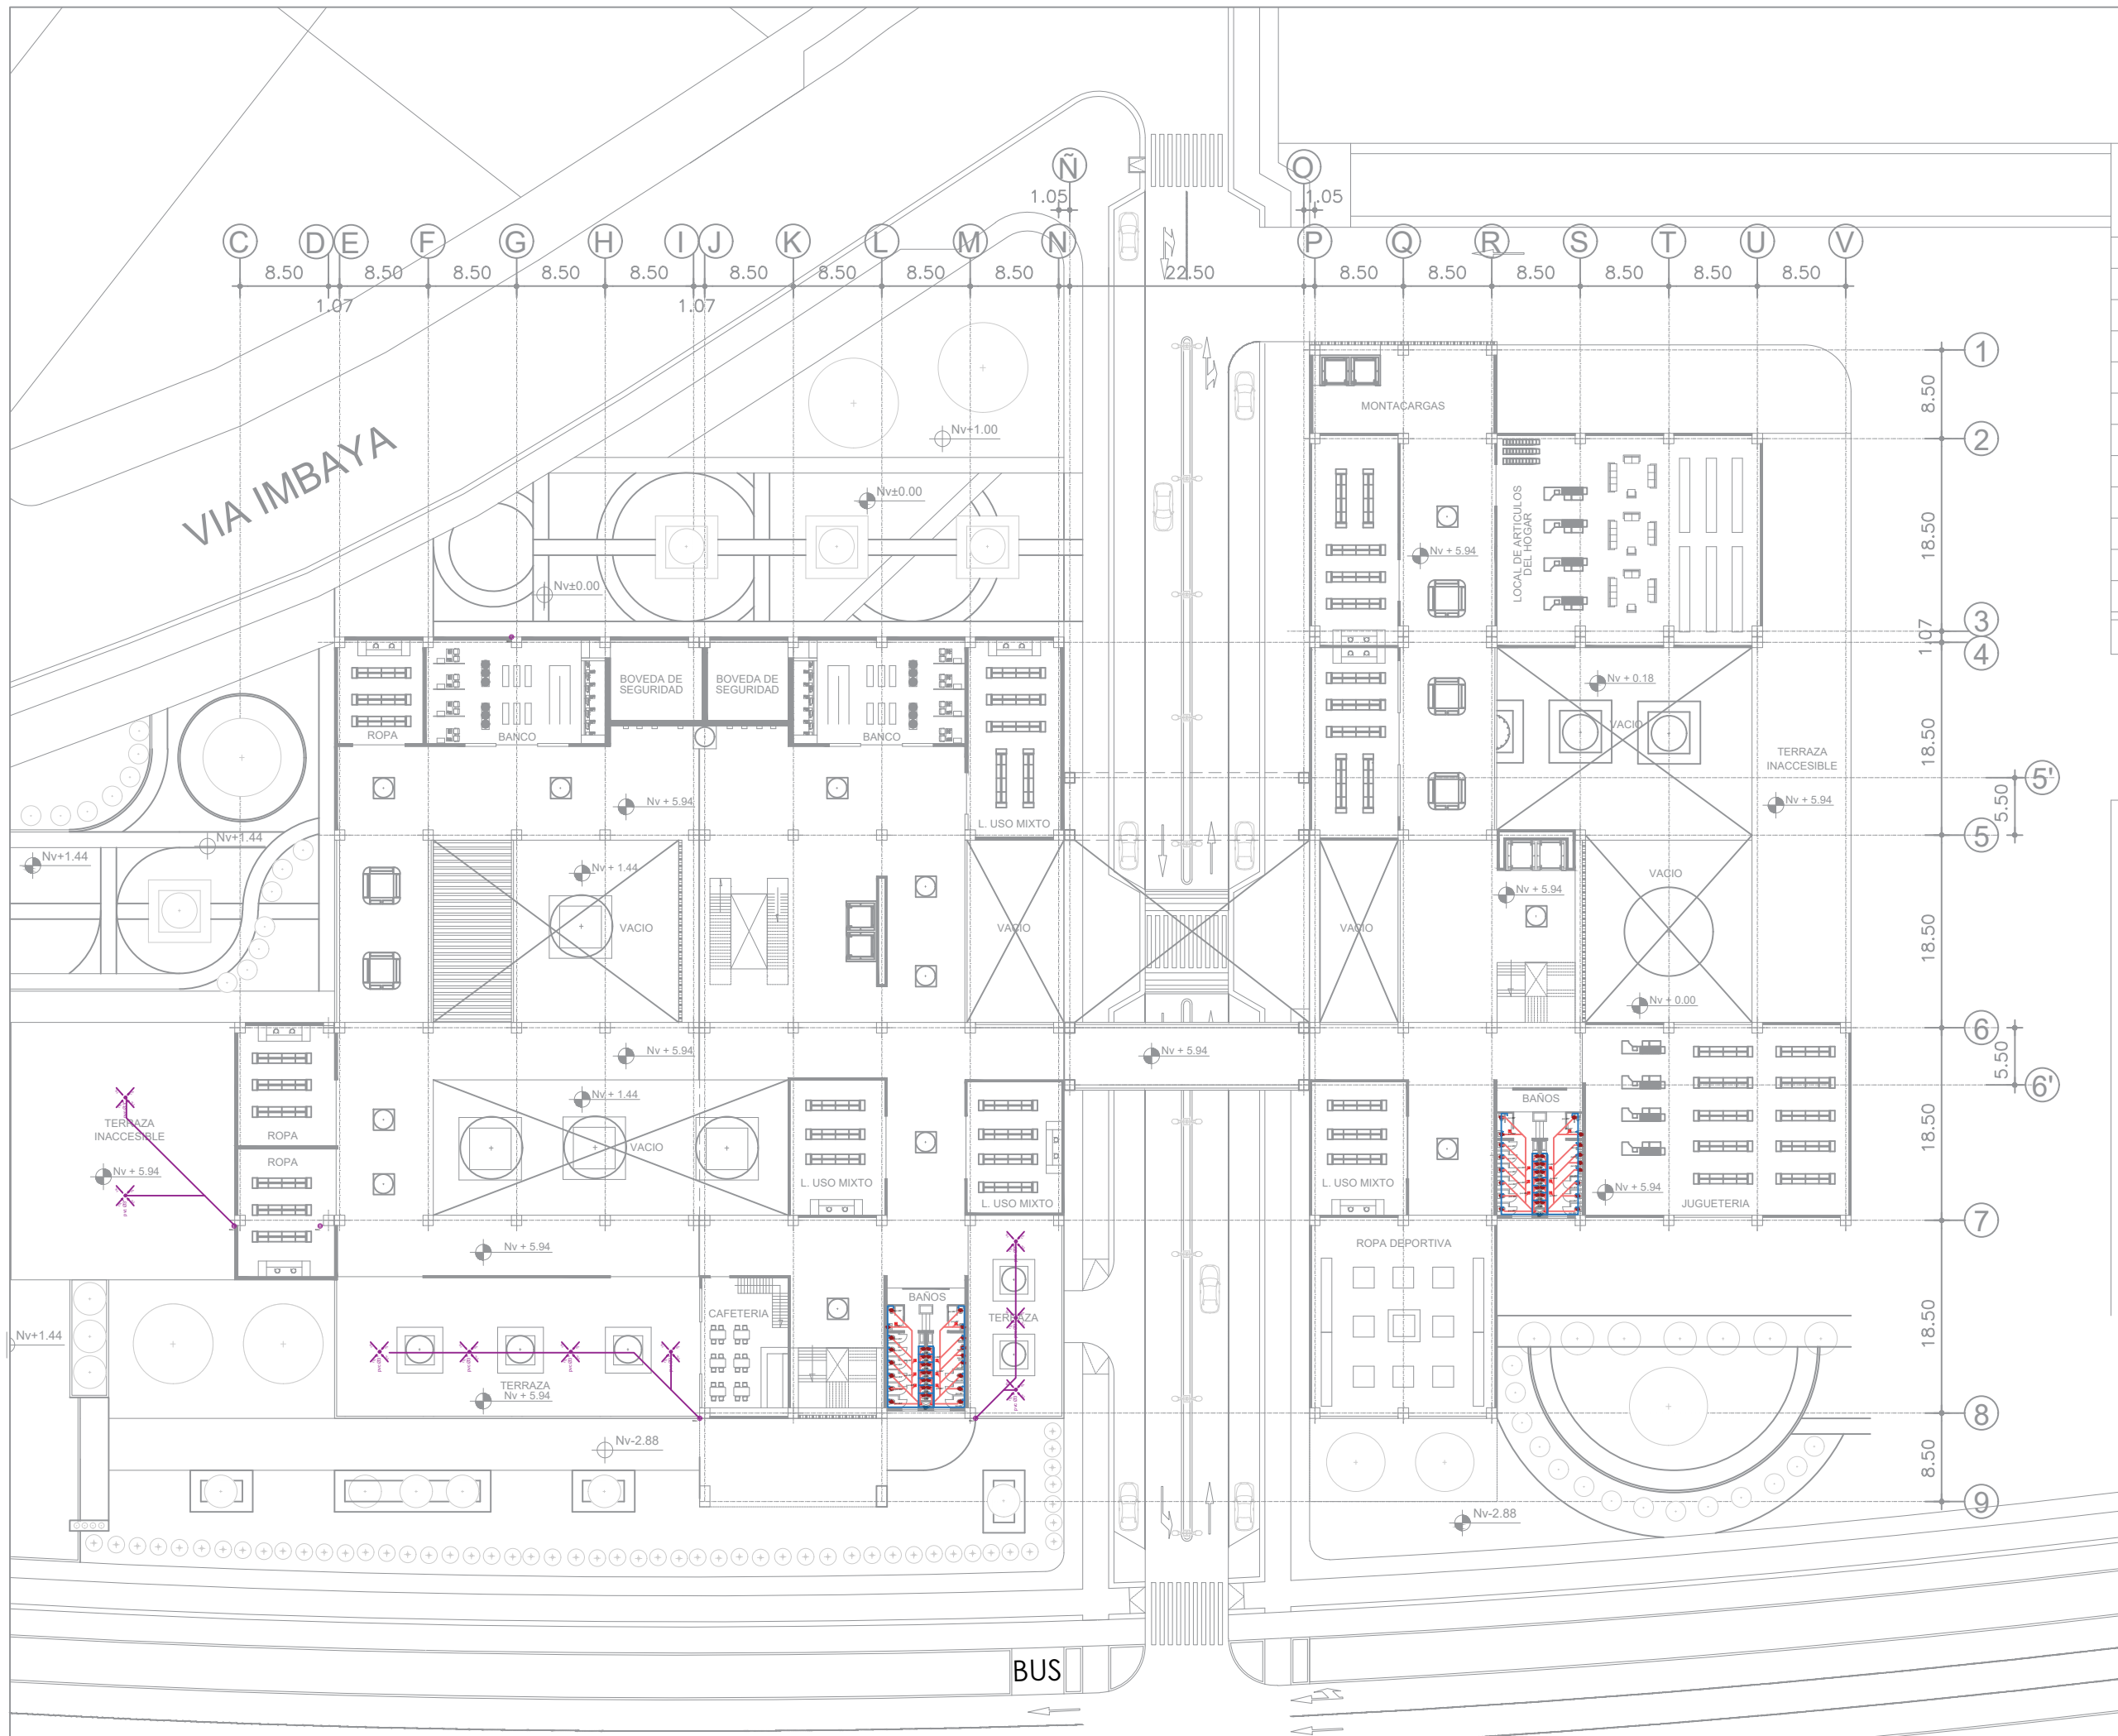 Ñ
O
1.05
1.05
C
D
E
F
G
H
I
J
K
L
M
N
P
Q
R
S
T
U
V
8.50
8.50
8.50
8.50
8.50
8.50
8.50
8.50
8.50
22.50
8.50
8.50
8.50
8.50
8.50
8.50
1.07
1.07
1
8.50
MONTACARGAS
2
Nv+1.00
VIA IMBAYA
Nv±0.00
LOCAL DE ARTICULOS
DEL HOGAR
18.50
Nv + 5.94
Nv±0.00
3
1.07
4
BOVEDA DE
SEGURIDAD
BOVEDA DE
SEGURIDAD
Nv + 0.18
VACIO
ROPA
BANCO
BANCO
18.50
TERRAZA
INACCESIBLE
5'
Nv + 5.94
Nv + 5.94
5.50
L. USO MIXTO
5
Nv+1.44
Nv+1.44
Nv + 1.44
VACIO
Nv + 5.94
VACIO
VACIO
VACIO
18.50
Nv + 0.00
6
Nv + 5.94
Nv + 5.94
5.50
6'
Nv + 1.44
BAÑOS
TERRAZA
INACCESIBLE
ROPA
18.50
VACIO
ROPA
Nv + 5.94
L. USO MIXTO
L. USO MIXTO
L. USO MIXTO
Nv + 5.94
JUGUETERIA
7
ROPA DEPORTIVA
Nv + 5.94
BAÑOS
CAFETERIA
TERRAZA
18.50
Nv+1.44
TERRAZA
Nv + 5.94
8
Nv-2.88
8.50
9
Nv-2.88
BUS